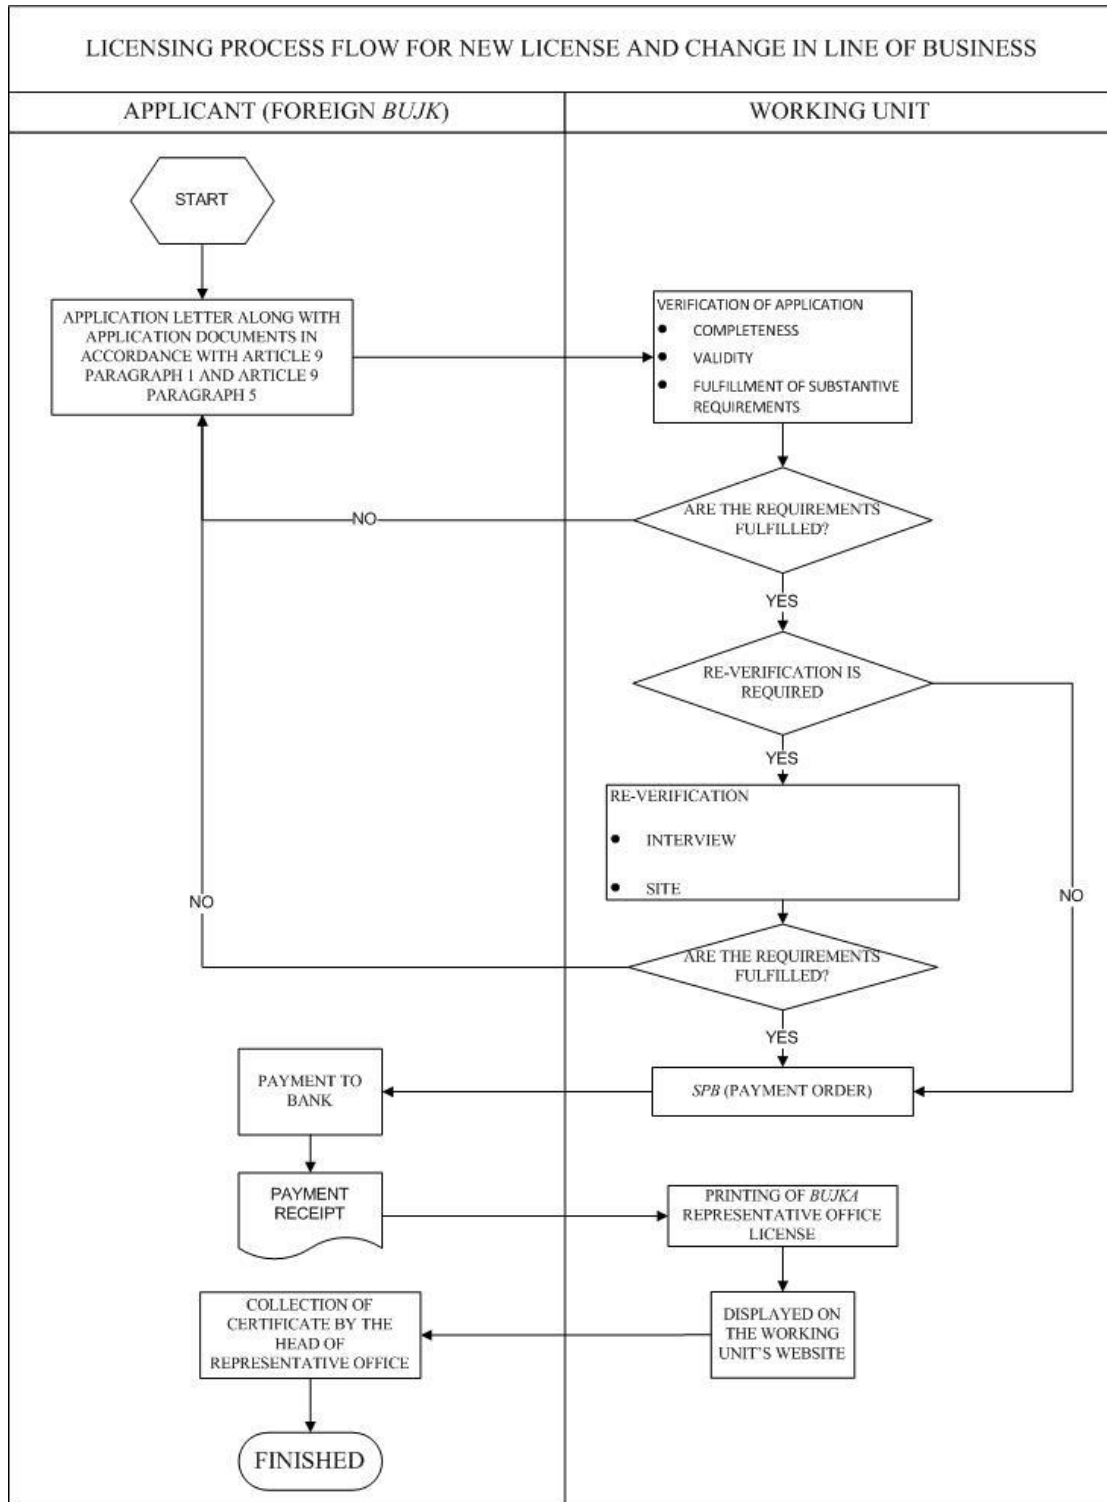 LICENSING PROCESS FLOW FOR NEW LICENSE AND CHANGE IN LINE OF BUSINESS
APPLICANT (FOREIGN BUJK)
WORKING UNIT
START
APPLICATION LETTER ALONG WITH
APPLICATION DOCUMENTS IN
ACCORDANCE WITH ARTICLE 9
PARAGRAPH 1 AND ARTICLE 9
PARAGRAPH 5
VERIFICATION OF APPLICATION
● COMPLETENESS
● VALIDITY
● FULFILLMENT OF SUBSTANTIVE
REQUIREMENTS
ARE THE REQUIREMENTS
FULFILLED?
NO
YES
RE-VERIFICATION IS
REQUIRED
YES
RE-VERIFICATION
● INTERVIEW
● SITE
NO
NO
ARE THE REQUIREMENTS
FULFILLED?
YES
SPB (PAYMENT ORDER)
PAYMENT TO
BANK
PAYMENT
RECEIPT
PRINTING OF BUJKA
REPRESENTATIVE OFFICE
LICENSE
DISPLAYED ON
THE WORKING
UNIT'S WEBSITE
COLLECTION OF
CERTIFICATE BY THE
HEAD OF
REPRESENTATIVE OFFICE
FINISHED